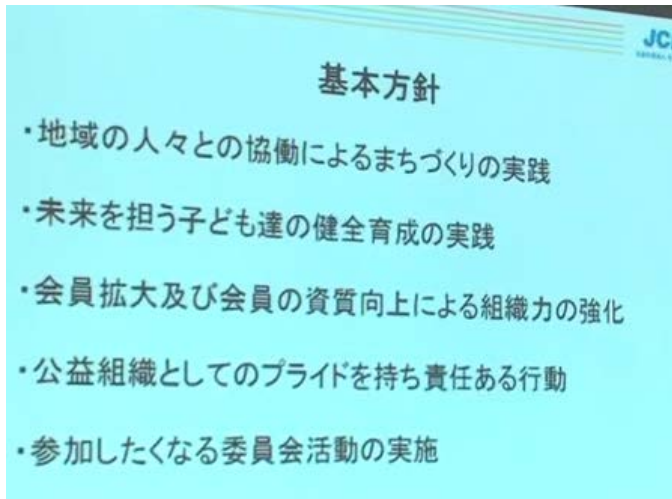 JC
基本方針
・地域の人々との協働によるまちづくりの実践
・未来を担う子ども達の健全育成の実践
・会員拡大及び会員の資質向上による組織力の強化
・公益組織としてのプライドを持ち責任ある行動
・参加したくなる委員会活動の実施